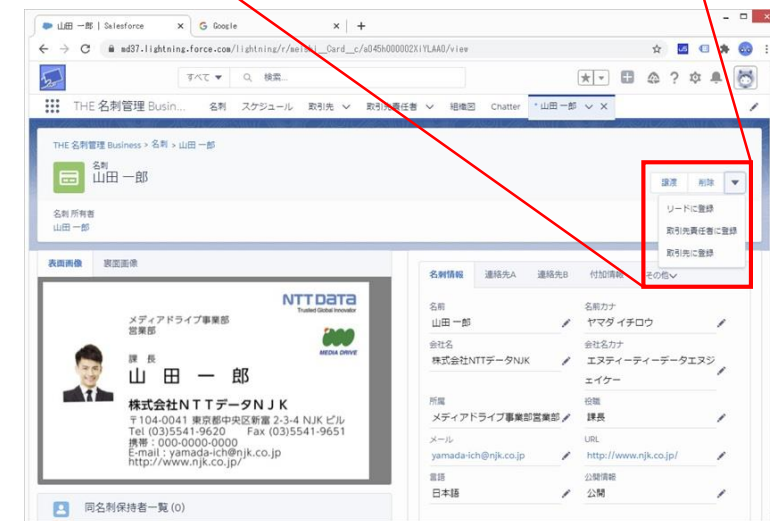 山田 一郎 | Salesforce
Google
md37.lightning.force.com/lightning/r/meishi__Card__c/a045h000002XiYLAA0/view
すべて
検索...
THE 名刺管理 Busin...
名刺
スケジュール
取引先
取引先責任者
組織図
Chatter
* 山田 一郎
THE 名刺管理 Business > 名刺 > 山田 一郎
名刺
山田 一郎
譲渡
削除
リードに登録
取引先責任者に登録
取引先に登録
名刺 所有者
山田 一郎
表面画像
裏面画像
NTT DATA
Trusted Global Innovator
メディアドライブ事業部
営業部
MEDIA DRIVE
課 長
山 田 一 郎
株式会社NTTデータNJK
〒104-0041 東京都中央区新富 2-3-4 NJK ビル
Tel (03)5541-9620 Fax (03)5541-9651
携帯：000-0000-0000
E-mail : yamada-ich@njk.co.jp
http://www.njk.co.jp/
同名刺保持者一覧 (0)
名刺情報
連絡先A
連絡先B
付加情報
その他
名前
山田 一郎
名前カナ
ヤマダ イチロウ
会社名
株式会社NTTデータNJK
会社名カナ
エヌティーティーデータエヌジ
ェイケー
所属
メディアドライブ事業部営業部
役職
課長
メール
yamada-ich@njk.co.jp
URL
http://www.njk.co.jp/
言語
日本語
公開情報
公開